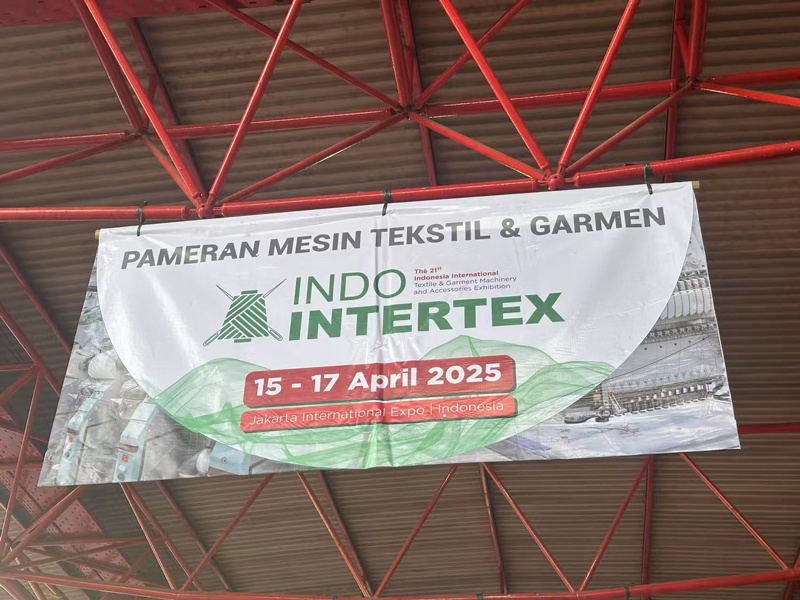 PAMERAN MESIN TEKSTIL & GARMEN
INDO
INTERTEX
The 21st
Indonesia International
Textile & Garment Machinery
and Accessories Exhibition
15 - 17 April 2025
Jakarta International Expo - Indonesia